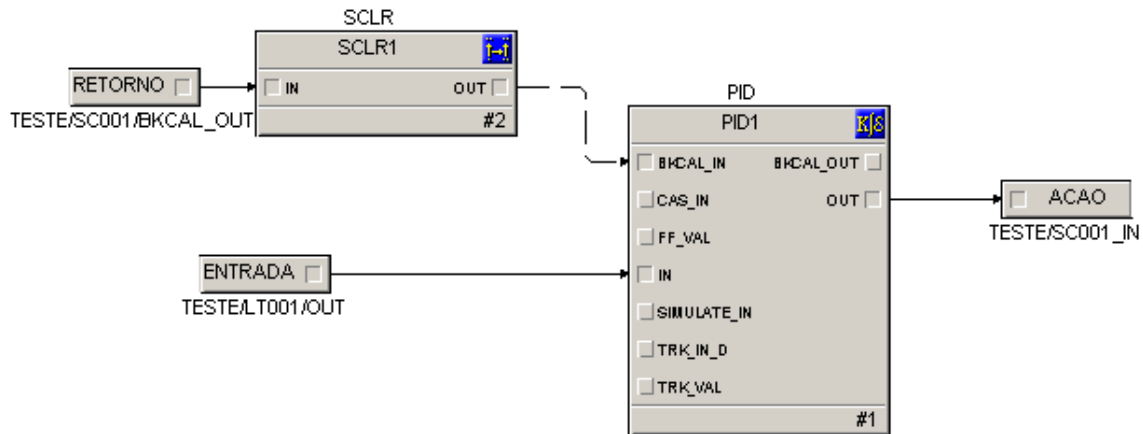 SCLR
SCLR1
RETORNO
IN OUT
TESTE/SC001/BKCAL_OUT
#2
PID
PID1
BKCAL_IN BKCAL_OUT
CAS_IN OUT
ACAO
TESTE/SC001_IN
FF_VAL
ENTRADA
IN
TESTE/LT001/OUT
SIMULATE_IN
TRK_IN_D
TRK_VAL
#1